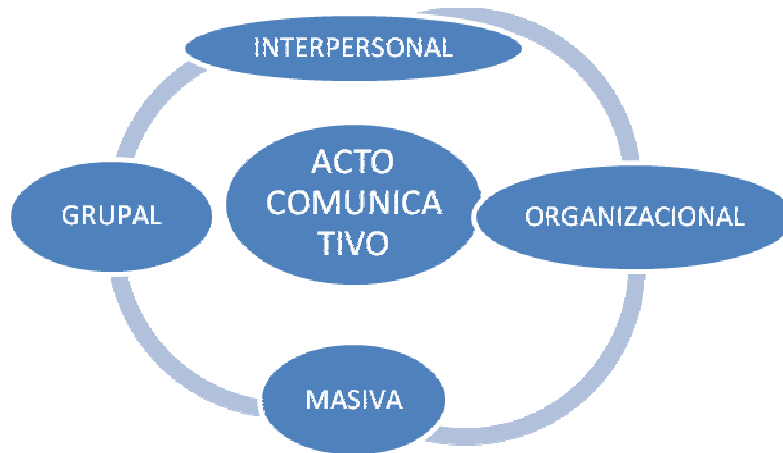 INTERPERSONAL
ACTO
COMUNICA
TIVO
GRUPAL
ORGANIZACIONAL
MASIVA